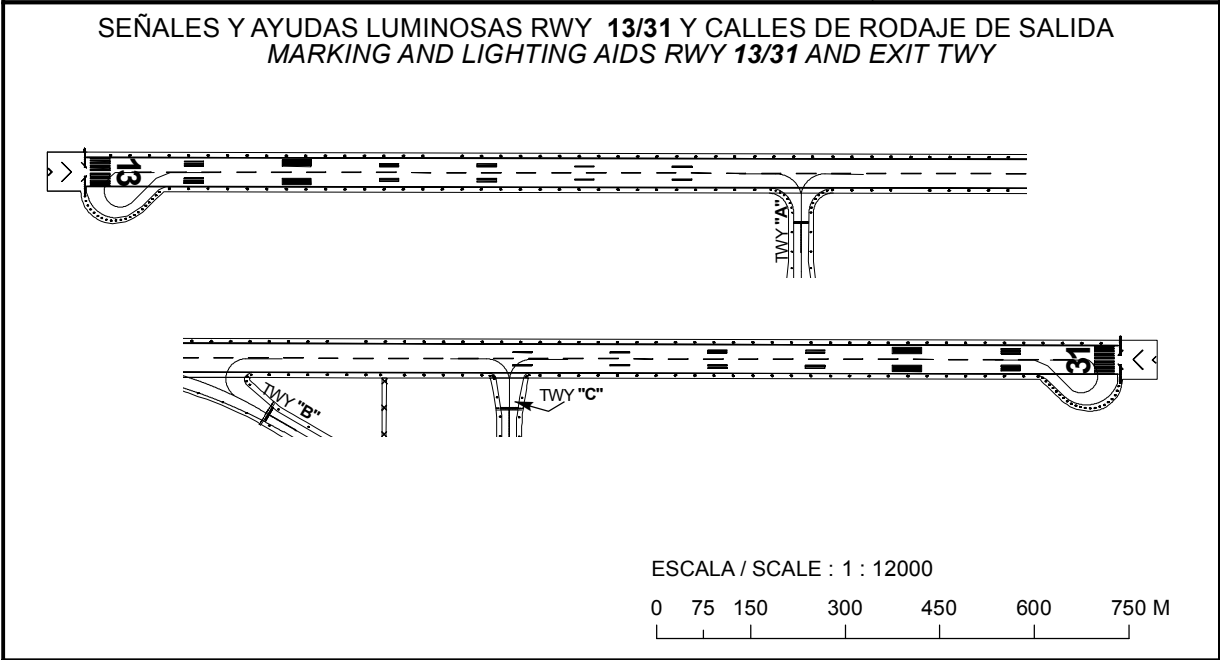 SEÑALES Y AYUDAS LUMINOSAS RWY 13/31 Y CALLES DE RODAJE DE SALIDA
MARKING AND LIGHTING AIDS RWY 13/31 AND EXIT TWY
13
TWY "A"
31
TWY "B"
TWY "C"
ESCALA / SCALE : 1 : 12000
0 75 150 300 450 600 750 M